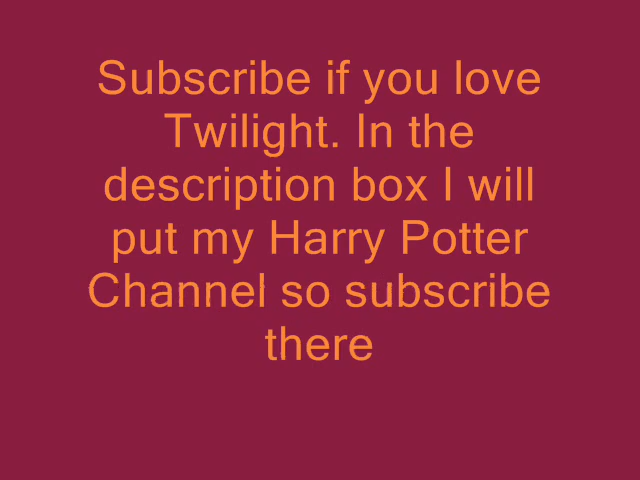 Subscribe if you love
Twilight. In the
description box I will
put my Harry Potter
Channel so subscribe
there